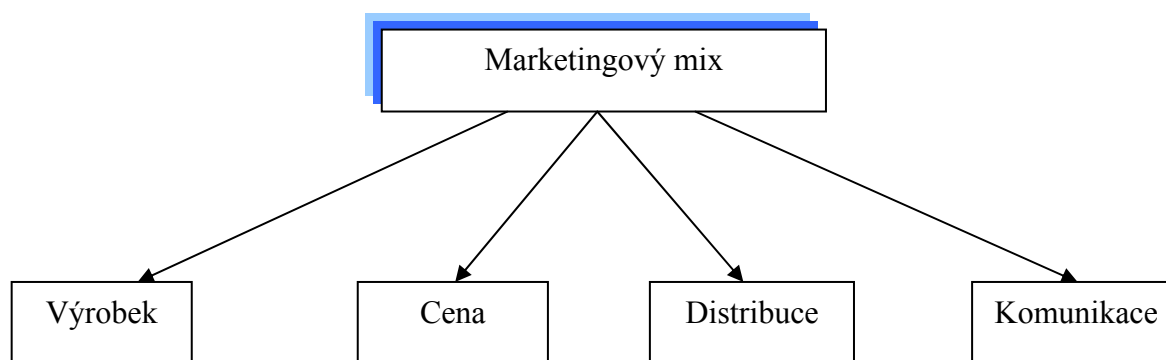 Marketingový mix
Výrobek
Cena
Distribuce
Komunikace